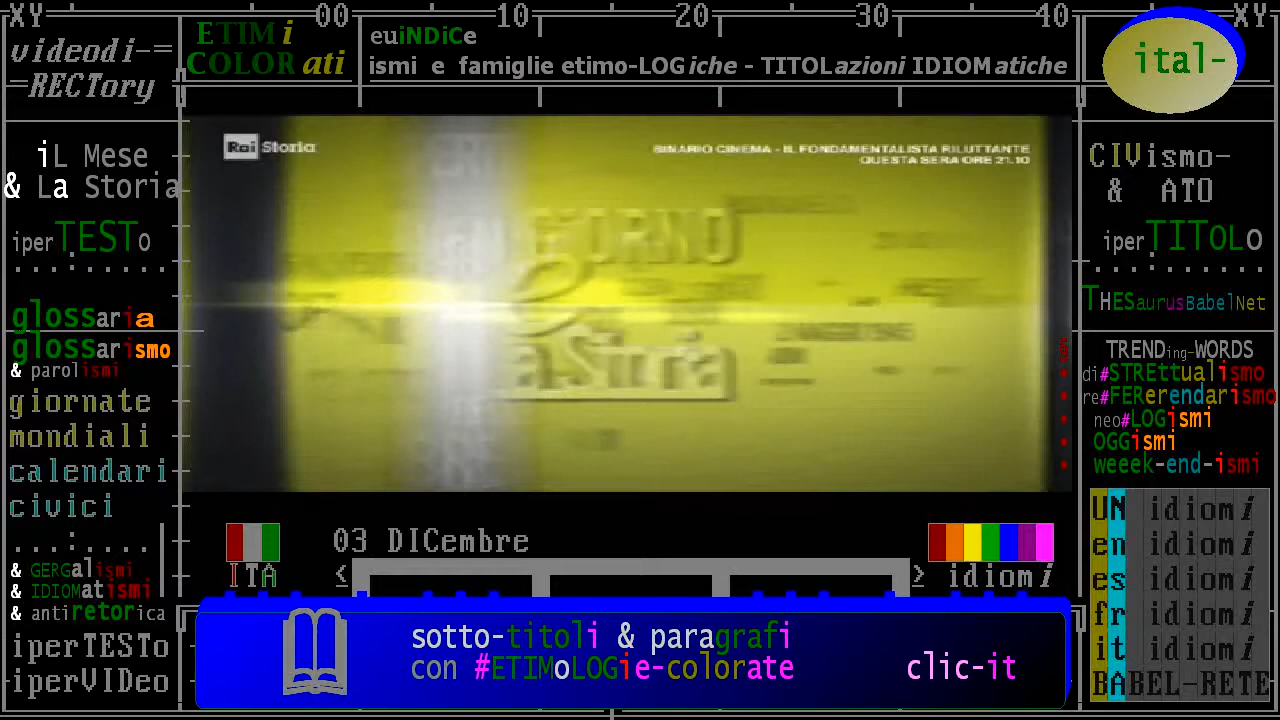 XY 00 10 20 30 40 XY
videodi-=
=RECTory
ETIMi
COLORati
euiNDiCe
ismi e famiglie etimo-LOGiche - TITOLazioni IDIOMatiche
ital-
iL Mese
& La Storia
iperTESTo
glossaria
glossarismo
& parolismi
giornate
mondiali
calendari
civici
& GERGalismi
& IDIOMatismi
& antiretorica
iperTESTo
iperVIDeo
Rai Storia
BINARIO CINEMA - IL FONDAMENTALISTA RILUTTANTE
QUESTA SERA ORE 21.10
03 DICembre
ITA
< > idiomi
sotto-titoli & paragrafi
con #ETIMoLOGie-colorate
clic-it
CIVismo-
& ATO
iperTIToLo
THESaurusBabelNet
TRENDing-WORDS
di#STREttualismo
re#FERerendarismo
neo#LOGismi
OGGismi
weeek-end-ismi
UN idiomi
en idiomi
es idiomi
fr idiomi
it idiomi
BABEL-RETE